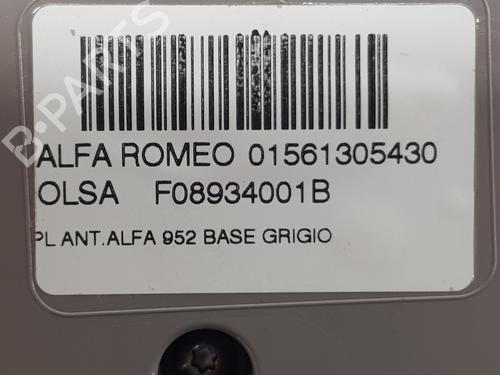 B-PARTS
ALFA ROMEO 01561305430
OLSA F08934001B
PL ANT.ALFA 952 BASE GRIGIO